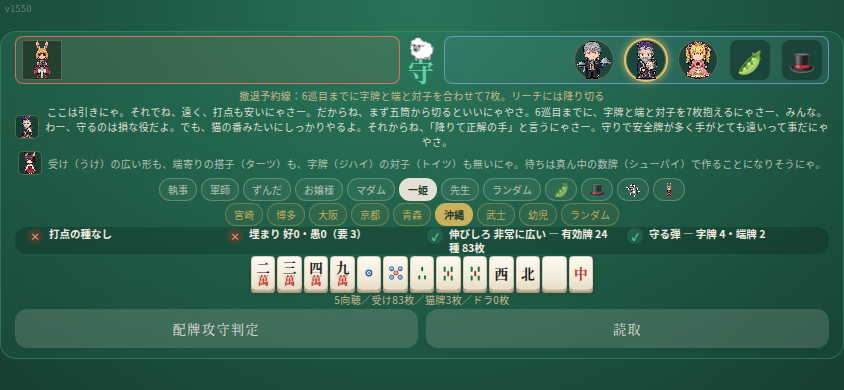 v1550
守
撤退予約線：6巡目までに字牌と端と対子を合わせて7枚。リーチには降り切る
ここは引きにゃ。それでね、遠く、打点も安いにゃさー。だからね、まず五筒から切るといいにゃやさ。6巡目までに、字牌と端と対子を7枚抱えるにゃさー、みんな。
わー、守るのは損な役だよ。でも、猫の番みたいにしっかりやるよ。それからね、「降りて正解の手」と言うにゃさー。守りで安全牌が多く手がとても遠いって事だにゃ
やさ。
受け（うけ）の広い形も、端寄りの搭子（ターツ）も、字牌（ジハイ）の対子（トイツ）も無いにゃ。待ちは真ん中の数牌（シューパイ）で作ることになりそうにゃ。
執事 軍師 ずんだ お嬢様 マダム 一姫 先生 ランダム
宮崎 博多 大阪 京都 青森 沖縄 武士 幼児 ランダム
打点の種なし 埋まり 好0・愚0（要 3） 伸びしろ 非常に広い — 有効牌 24 守る弾 — 字牌 4・端牌 2
種 83枚
二 三 四 九 西 北 中
萬 萬 萬 萬
5向聴／受け83枚／猫牌3枚／ドラ0枚
配牌攻守判定 読取